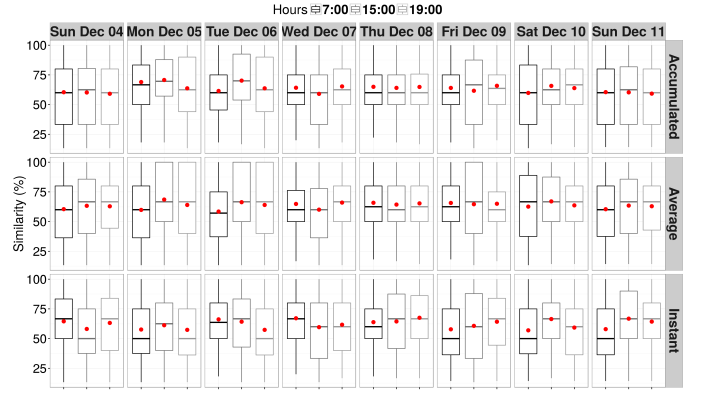 Hours 7:00 15:00 19:00
Sun Dec 04 Mon Dec 05 Tue Dec 06 Wed Dec 07 Thu Dec 08 Fri Dec 09 Sat Dec 10 Sun Dec 11
100
75
50
25
Accumulated
100
75
50
25
Average
100
75
50
25
Instant
Similarity (%)